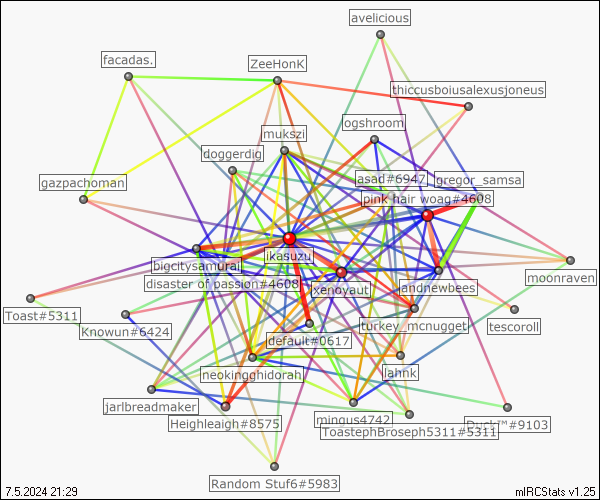 avelicious
facadas.
ZeeHonK
thiccusboiusalexusjoneus
ogshroom
mukszi
doggerdig
asad#6947
gregor_samsa
gazpachoman
pink hair woag#4608
ikasuzu
bigcitysamurai
moonraven
disaster of passion#4608
xenoyaut
andnewbees
Toast#5311
Knowun#6424
default#0617
turkey_mcnugget
tescoroll
neokingghidorah
lahnk
jarlbreadmaker
Heighleaigh#8575
mingus4742
ToastephBroseph5311#5311
Duck™#9103
Random Stuf6#5983
7.5.2024 21:29
mIRCStats v1.25